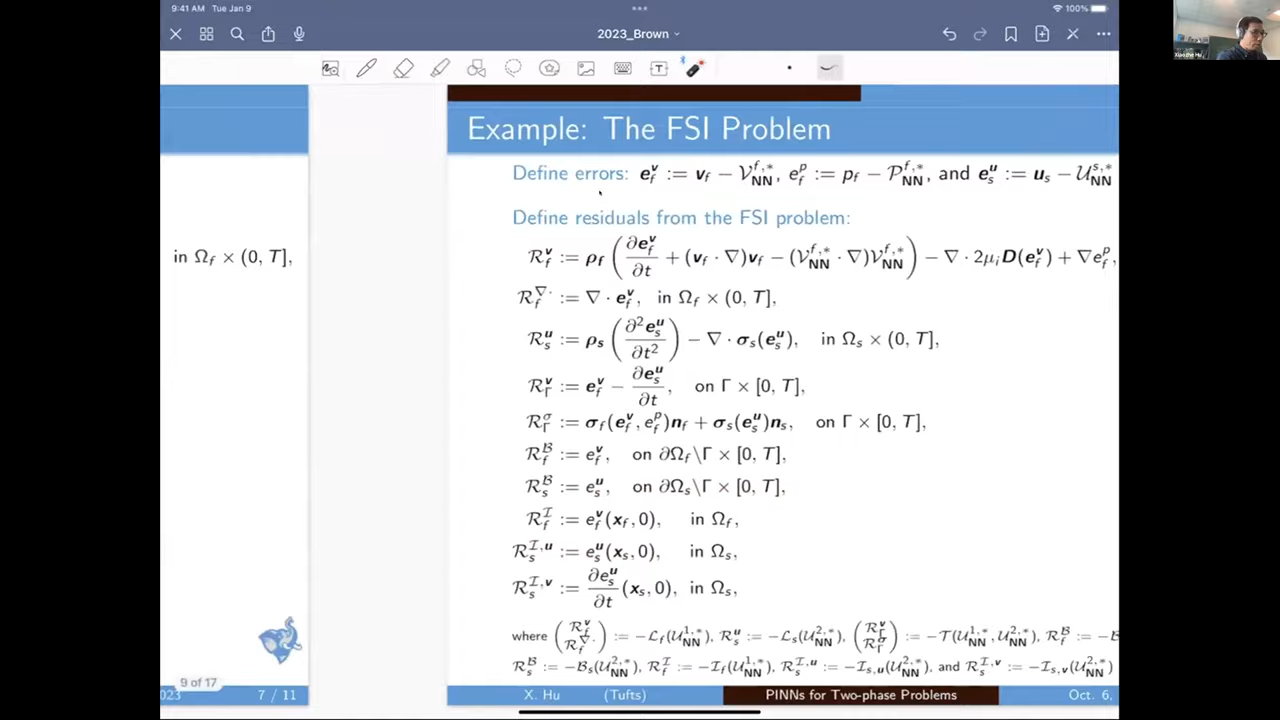 9:41 AM Tue Jan 9
100%
2023_Brown
Example: The FSI Problem
Define errors: e_f^v := v_f − V_NN^{f,*}, e_f^p := p_f − P_NN^{f,*}, and e_s^u := u_s − U_NN^{s,*}
Define residuals from the FSI problem:
in Ω_f × (0, T],
R_f^v := ρ_f (∂e_f^v/∂t + (v_f · ∇)v_f − (V_NN^{f,*} · ∇)V_NN^{f,*}) − ∇ · 2μ_i D(e_f^v) + ∇e_f^p,
R_f^{∇·} := ∇ · e_f^v, in Ω_f × (0, T],
R_s^u := ρ_s (∂²e_s^u/∂t²) − ∇ · σ_s(e_s^u), in Ω_s × (0, T],
R_Γ^v := e_f^v − ∂e_s^u/∂t, on Γ × [0, T],
R_Γ^σ := σ_f(e_f^v, e_f^p)n_f + σ_s(e_s^u)n_s, on Γ × [0, T],
R_f^B := e_f^v, on ∂Ω_f\Γ × [0, T],
R_s^B := e_s^u, on ∂Ω_s\Γ × [0, T],
R_f^I := e_f^v(x_f, 0), in Ω_f,
R_s^{I,u} := e_s^u(x_s, 0), in Ω_s,
R_s^{I,v} := ∂e_s^u/∂t (x_s, 0), in Ω_s,
where (R_f^v R_f^{∇·}) := −L_f(U_NN^{1,*}), R_s^u := −L_s(U_NN^{2,*}), (R_Γ^v R_Γ^σ) := −T(U_NN^{1,*}, U_NN^{2,*}), R_f^B := −B
R_s^B := −B_s(U_NN^{2,*}), R_f^I := −I_f(U_NN^{1,*}), R_s^{I,u} := −I_{s,u}(U_NN^{2,*}), and R_s^{I,v} := −I_{s,v}(U_NN^{2,*})
9 of 17
2023 7 / 11
X. Hu (Tufts) PINNs for Two-phase Problems Oct. 6,